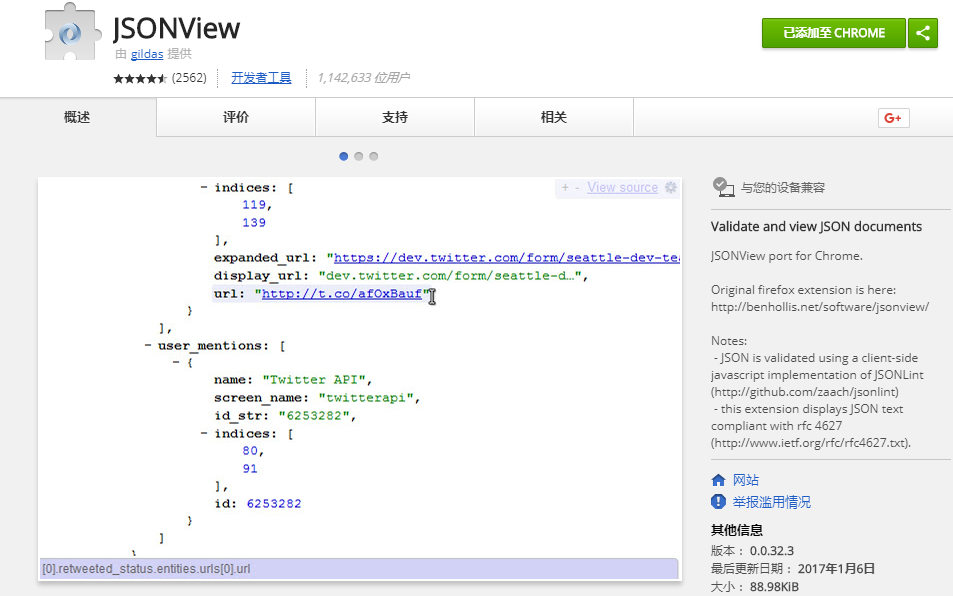 JSONView
由 gildas 提供
(2562)
开发者工具
1,142,633 位用户
已添加至 CHROME
概述
评价
支持
相关
G+
+ - View source
- indices: [
119,
139
],
expanded_url: "https://dev.twitter.com/form/seattle-dev-tea
display_url: "dev.twitter.com/form/seattle-d…",
url: "http://t.co/afOxBauf"
}
],
- user_mentions: [
- {
name: "Twitter API",
screen_name: "twitterapi",
id_str: "6253282",
- indices: [
80,
91
],
id: 6253282
}
]
[0].retweeted_status.entities.urls[0].url
与您的设备兼容
Validate and view JSON documents
JSONView port for Chrome.
Original firefox extension is here:
http://benhollis.net/software/jsonview/
Notes:
- JSON is validated using a client-side
javascript implementation of JSONLint
(http://github.com/zaach/jsonlint)
- this extension displays JSON text
compliant with rfc 4627
(http://www.ietf.org/rfc/rfc4627.txt).
网站
举报滥用情况
其他信息
版本： 0.0.32.3
最后更新日期： 2017年1月6日
大小： 88.98KiB